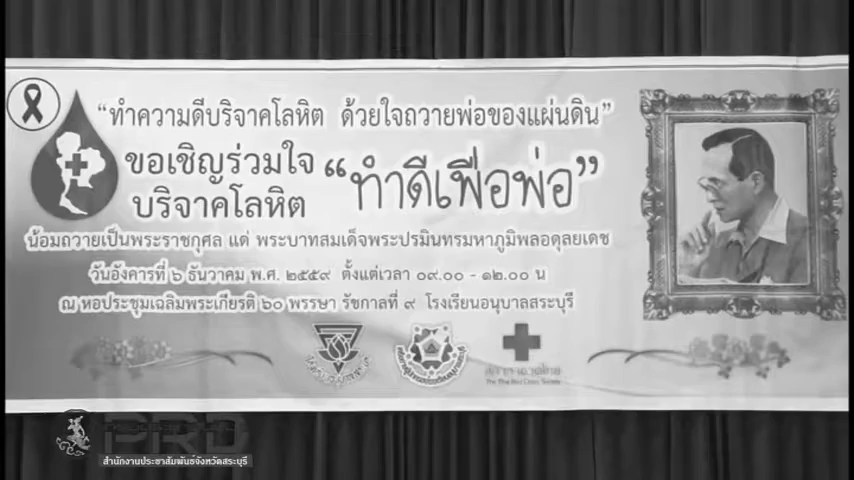 “ทำความดีบริจาคโลหิต ด้วยใจถวายพ่อของแผ่นดิน”
ขอเชิญร่วมใจ
บริจาคโลหิต
“ทำดีเพื่อพ่อ”
น้อมถวายเป็นพระราชกุศล แด่ พระบาทสมเด็จพระปรมินทรมหาภูมิพลอดุลยเดช
วันอังคารที่ ๖ ธันวาคม พ.ศ. ๒๕๕๙ ตั้งแต่เวลา ๐๙.๐๐ - ๑๒.๐๐ น
ณ หอประชุมเฉลิมพระเกียรติ ๖๐ พรรษา รัชกาลที่ ๙ โรงเรียนอนุบาลสระบุรี
สภากาชาดไทย
The Thai Red Cross Society
PRD
สำนักงานประชาสัมพันธ์จังหวัดสระบุรี